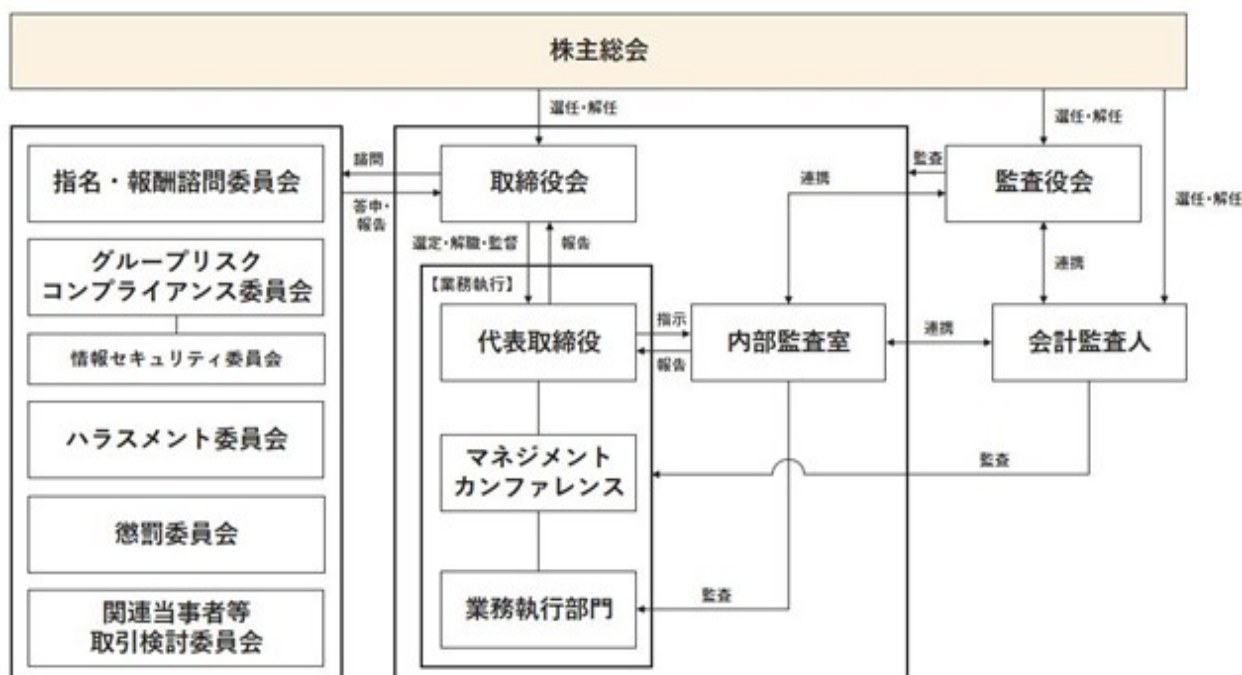 株主総会
選任・解任
選任・解任
選任・解任
指名・報酬諮問委員会
グループリスク
コンプライアンス委員会
情報セキュリティ委員会
ハラスメント委員会
懲罰委員会
関連当事者等
取引検討委員会
諮問
答申・
報告
取締役会
連携
監査
監査役会
選定・解職・監督
報告
連携
【業務執行】
代表取締役
指示
報告
内部監査室
連携
会計監査人
マネジメント
カンファレンス
監査
業務執行部門
監査